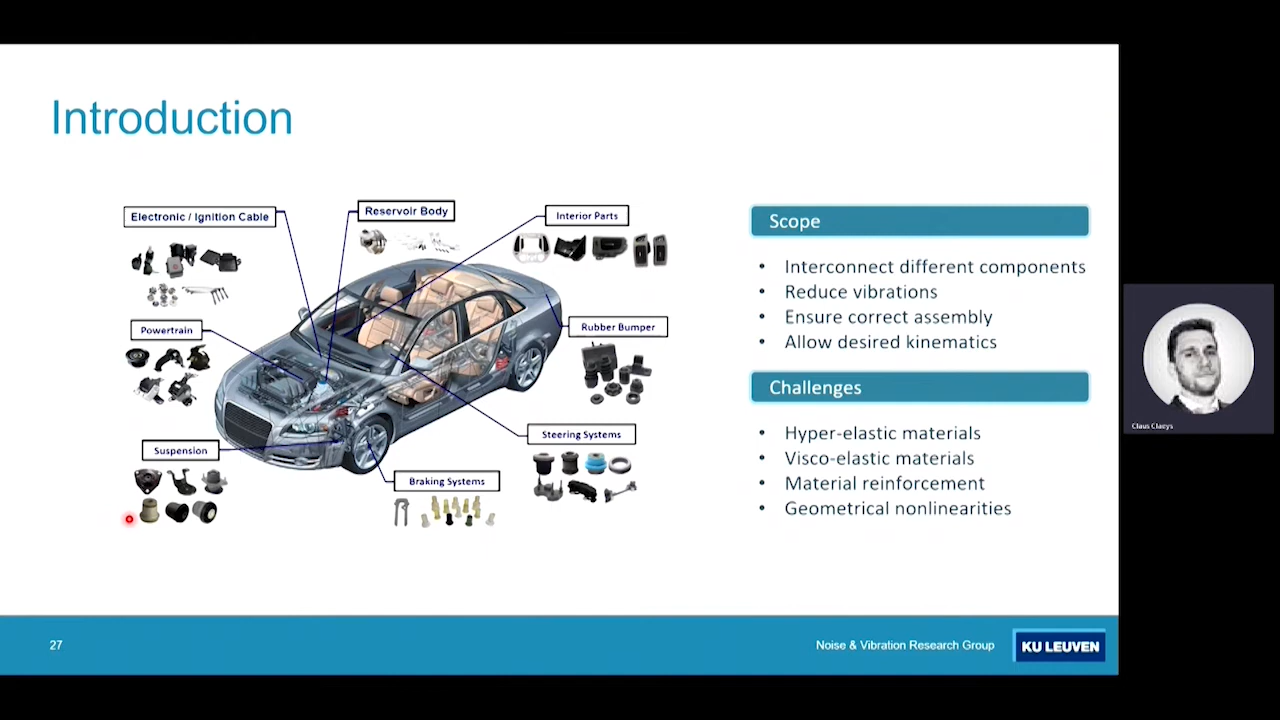 Introduction
Electronic / Ignition Cable
Reservoir Body
Interior Parts
Powertrain
Rubber Bumper
Suspension
Steering Systems
Braking Systems
Scope
• Interconnect different components
• Reduce vibrations
• Ensure correct assembly
• Allow desired kinematics
Challenges
• Hyper-elastic materials
• Visco-elastic materials
• Material reinforcement
• Geometrical nonlinearities
Claus Claeys
27
Noise & Vibration Research Group
KU LEUVEN